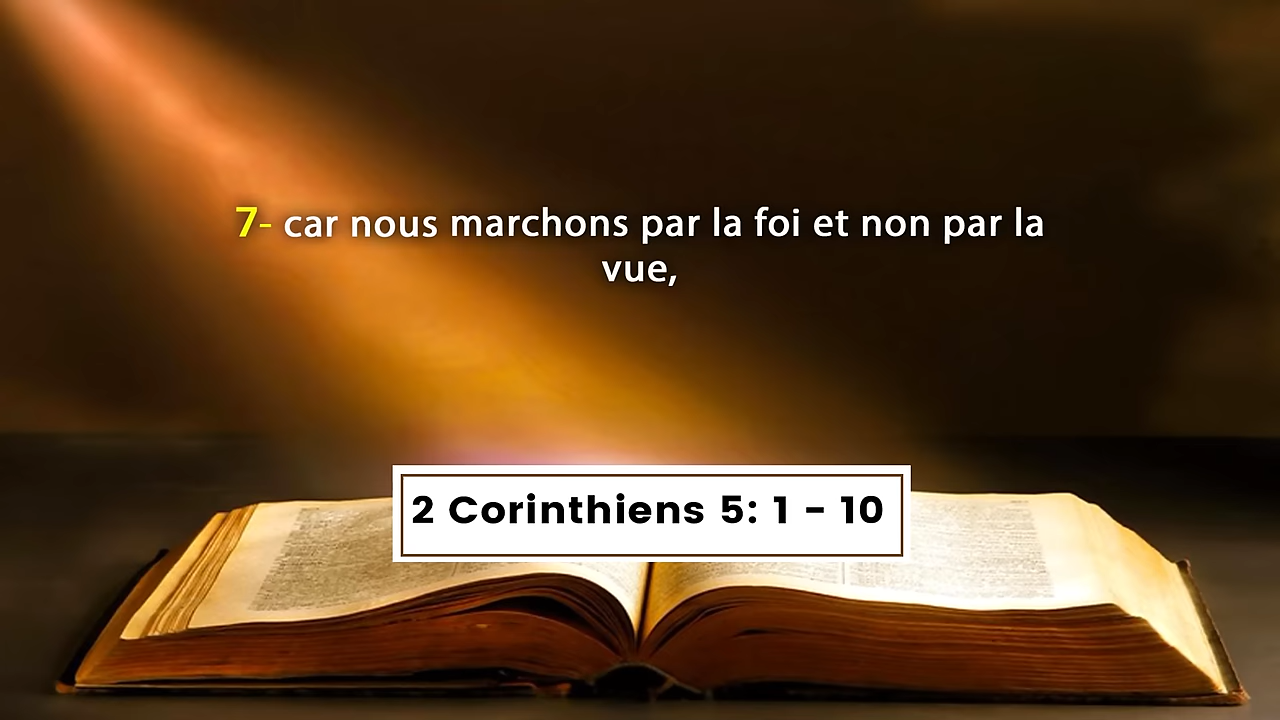 7- car nous marchons par la foi et non par la
vue,
2 Corinthiens 5: 1 - 10